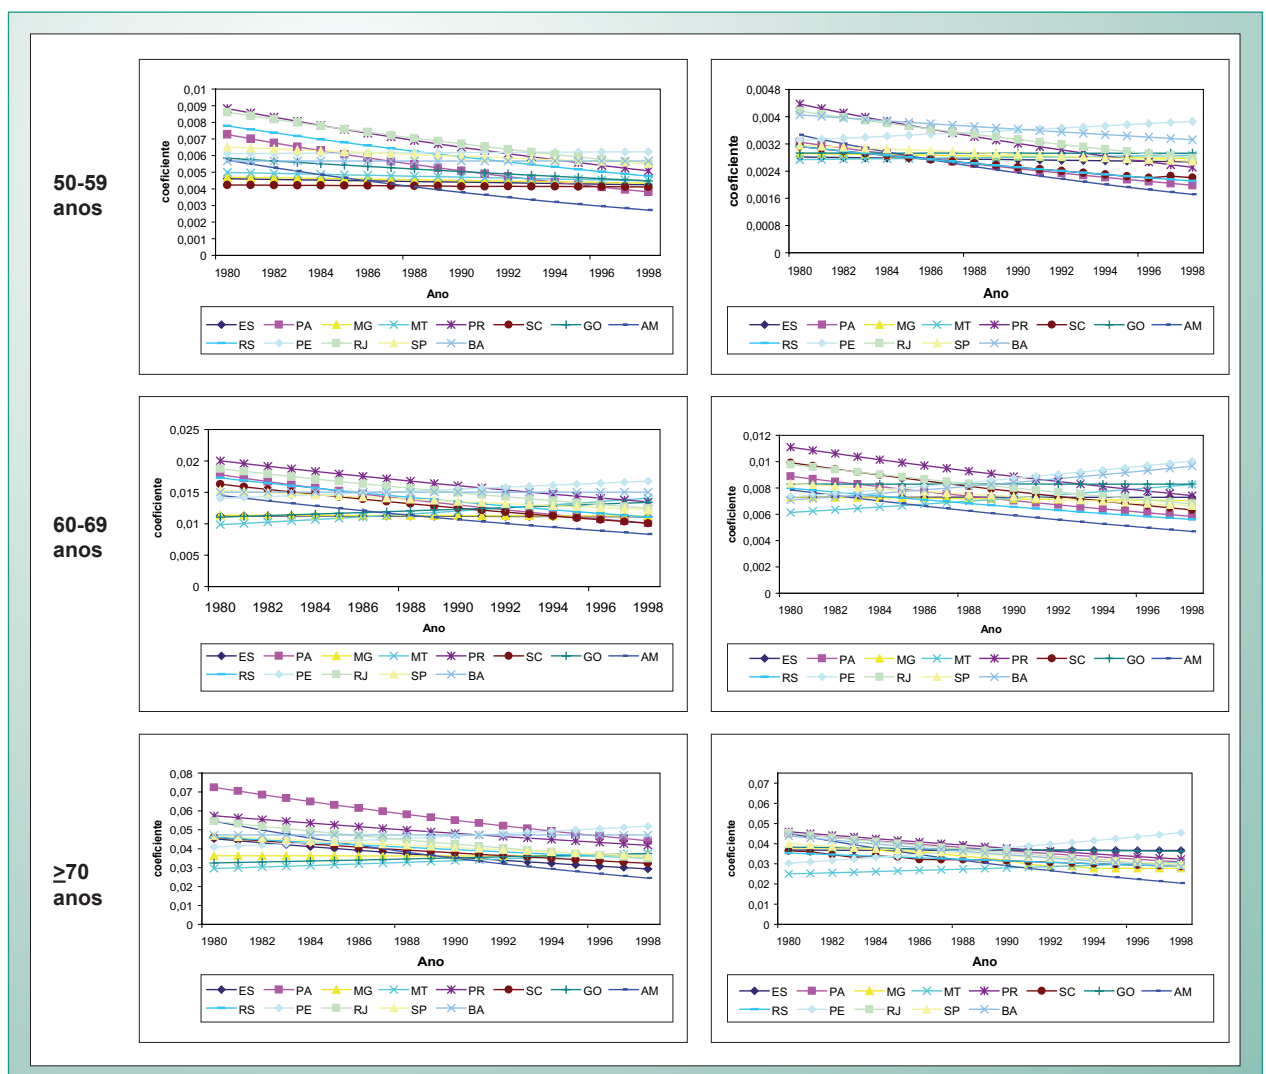 50-59
anos
coeficiente
0,01
0,009
0,008
0,007
0,006
0,005
0,004
0,003
0,002
0,001
0
1980 1982 1984 1986 1988 1990 1992 1994 1996 1998
Ano
ES PA MG MT PR SC GO AM
RS PE RJ SP BA
coeficiente
0,0048
0,004
0,0032
0,0024
0,0016
0,0008
0
1980 1982 1984 1986 1988 1990 1992 1994 1996 1998
Ano
ES PA MG MT PR SC GO AM
RS PE RJ SP BA
60-69
anos
coeficiente
0,025
0,02
0,015
0,01
0,005
0
1980 1982 1984 1986 1988 1990 1992 1994 1996 1998
Ano
ES PA MG MT PR SC GO AM
RS PE RJ SP BA
coeficiente
0,012
0,01
0,008
0,006
0,004
0,002
0
1980 1982 1984 1986 1988 1990 1992 1994 1996 1998
Ano
ES PA MG MT PR SC GO AM
RS PE RJ SP BA
≥70
anos
coeficiente
0,08
0,07
0,06
0,05
0,04
0,03
0,02
0,01
0
1980 1982 1984 1986 1988 1990 1992 1994 1996 1998
Ano
ES PA MG MT PR SC GO AM
RS PE RJ SP BA
coeficiente
0,07
0,06
0,05
0,04
0,03
0,02
0,01
0
1980 1982 1984 1986 1988 1990 1992 1994 1996 1998
Ano
ES PA MG MT PR SC GO AM
RS PE RJ SP BA